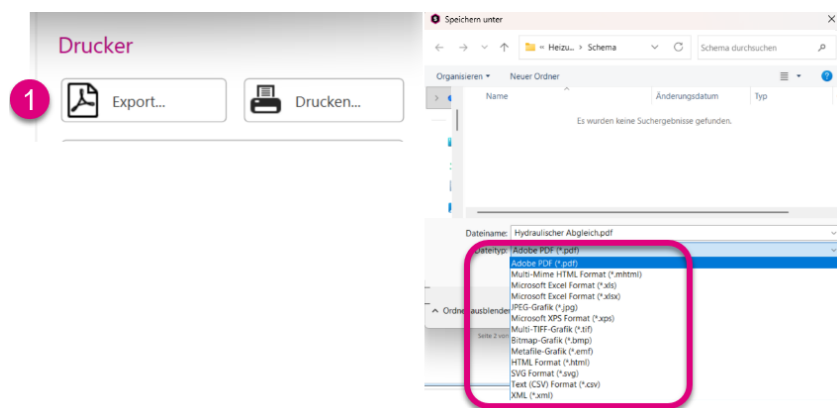 Drucker
1
Export...
Drucken...
Speichern unter
« Heizu... › Schema
Schema durchsuchen
Organisieren
Neuer Ordner
Name
Änderungsdatum
Typ
Es wurden keine Suchergebnisse gefunden.
Dateiname: Hydraulischer Abgleich.pdf
Dateityp: Adobe PDF (*.pdf)
Adobe PDF (*.pdf)
Multi-Mime HTML Format (*.mhtml)
Microsoft Excel Format (*.xls)
Microsoft Excel Format (*.xlsx)
JPEG-Grafik (*.jpg)
Microsoft XPS Format (*.xps)
Ordner ausblenden
Multi-TIFF-Grafik (*.tif)
Bitmap-Grafik (*.bmp)
Seite 2 von
Metafile-Grafik (*.emf)
HTML Format (*.html)
SVG Format (*.svg)
Text (CSV) Format (*.csv)
XML (*.xml)